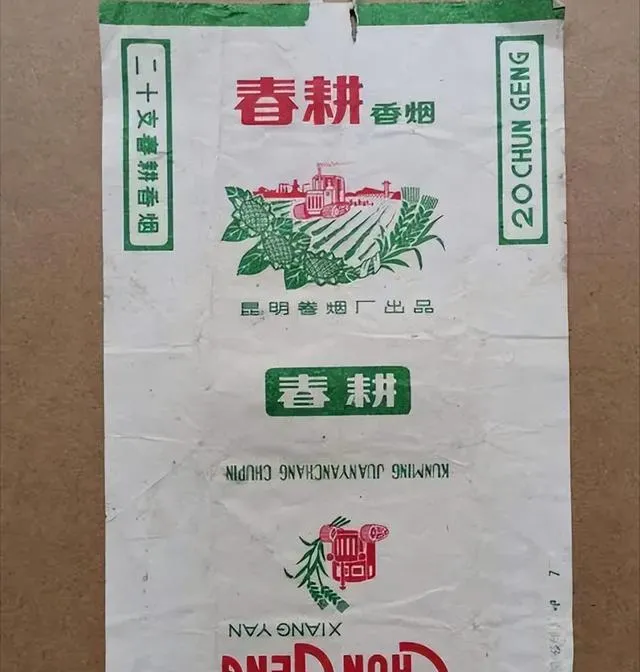 二十支春耕香烟
春耕香烟
20 CHUN GENG
昆明卷烟厂出品
春耕
KUNMING JUANYANCHANG CHUPIN
XIANG YAN
CHUN GENG